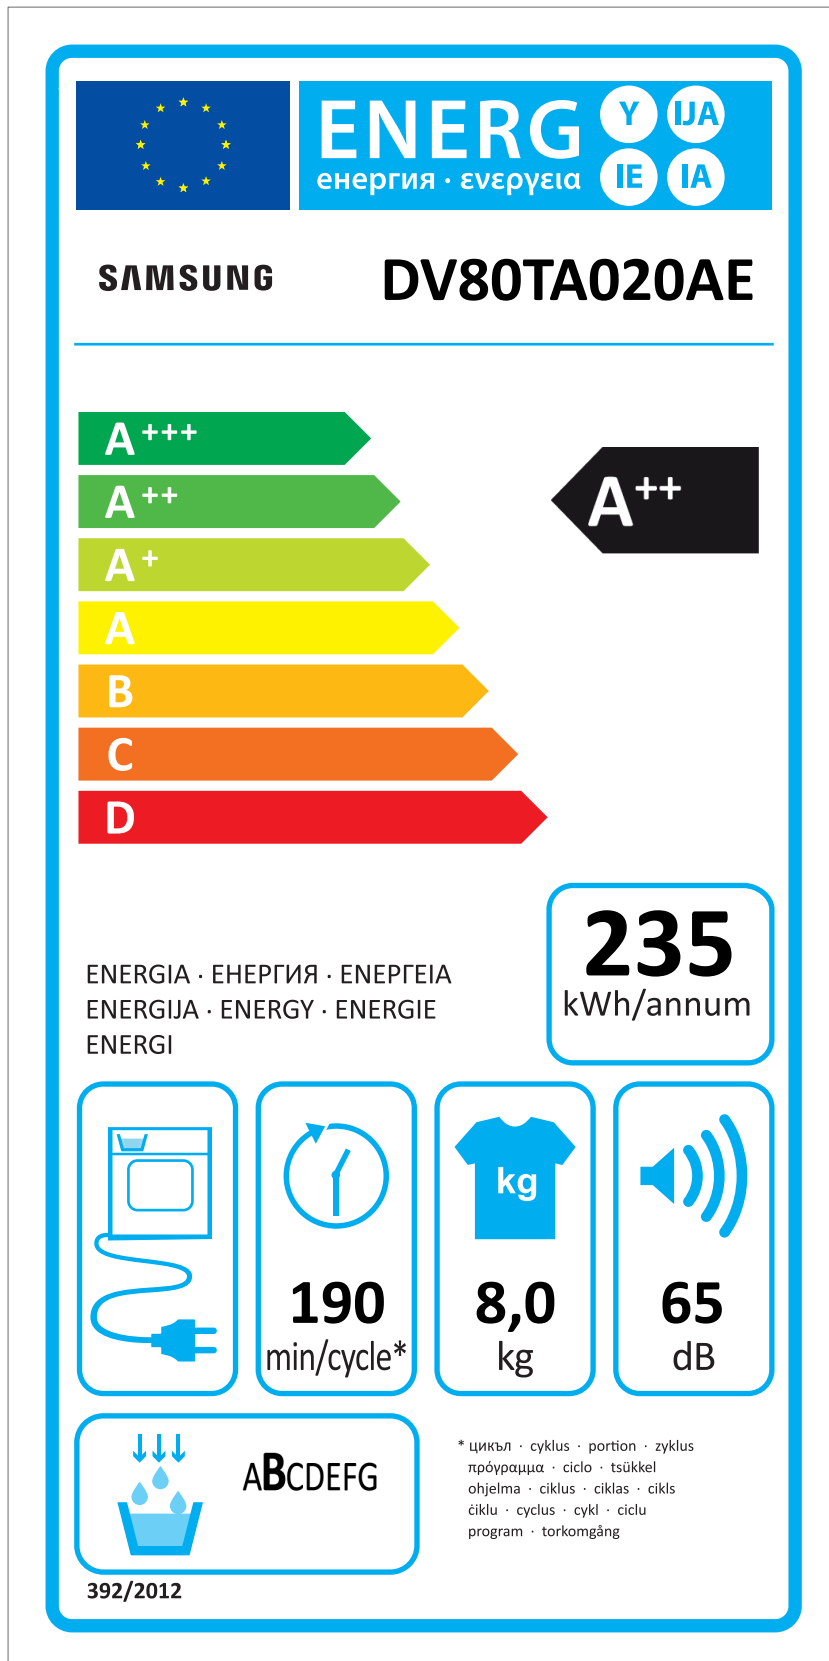 ENERG Y IJA
енергия · ενεργεια IE IA
SAMSUNG DV80TA020AE
A+++
A++
A++
A+
A
B
C
D
235
kWh/annum
ENERGIA · ЕНЕРГИЯ · ΕΝΕΡΓΕΙΑ
ENERGIJA · ENERGY · ENERGIE
ENERGI
kg
190
min/cycle*
8,0
kg
65
dB
ABCDEFG
* цикъл · cyklus · portion · zyklus
πρόγραμμα · ciclo · tsükkel
ohjelma · ciklus · ciklas · cikls
ċiklu · cyclus · cykl · ciclu
program · torkomgång
392/2012